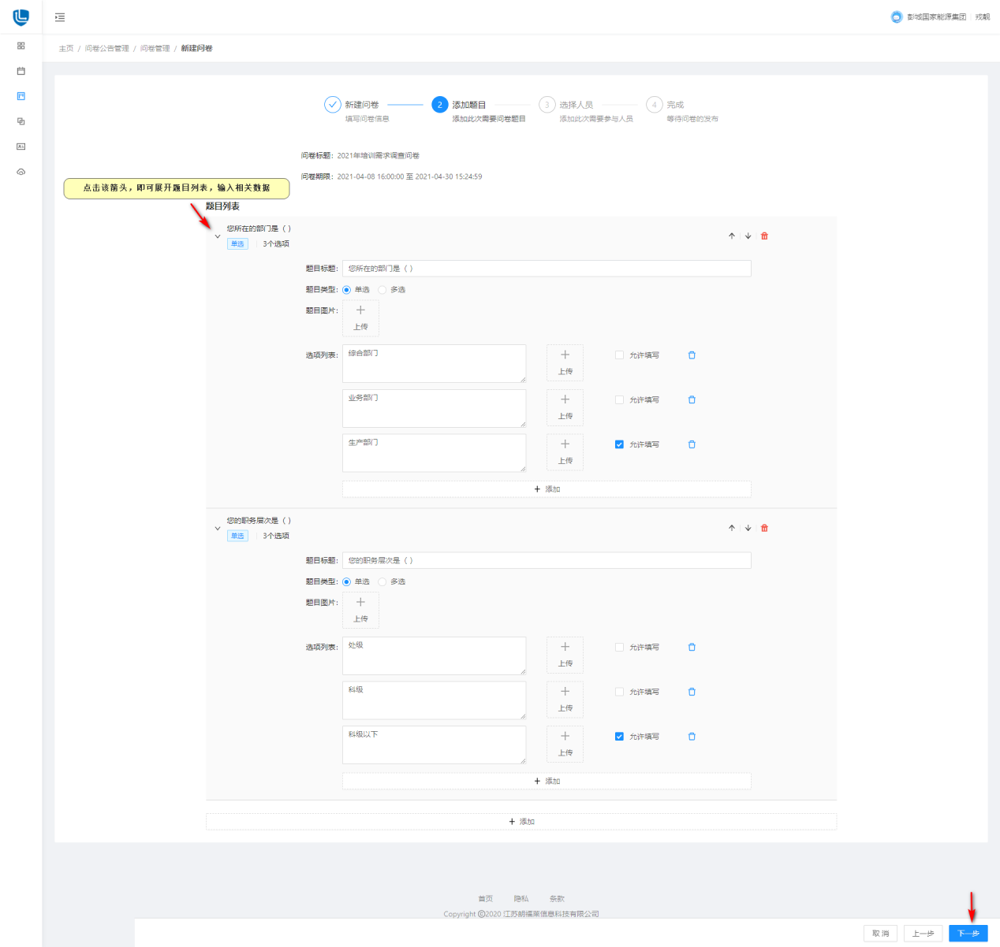 彭城国家能源集团 戎靓
主页 / 问卷公告管理 / 问卷管理 / 新建问卷
新建问卷 2 添加题目 3 选择人员 4 完成
填写问卷信息 添加此次需要问卷题目 添加此次需要参与人员 等待问卷的发布
问卷标题: 2021年培训需求调查问卷
问卷期限: 2021-04-08 16:00:00 至 2021-04-30 15:24:59
点击该箭头，即可展开题目列表，输入相关数据
题目列表
您所在的部门是（ ）
单选 3个选项
题目标题: 您所在的部门是（ ）
题目类型: 单选 多选
题目图片: 上传
选项列表: 综合部门 上传 允许填写
业务部门 上传 允许填写
生产部门 上传 允许填写
+ 添加
您的职务层次是（ ）
单选 3个选项
题目标题: 您的职务层次是（ ）
题目类型: 单选 多选
题目图片: 上传
选项列表: 处级 上传 允许填写
科级 上传 允许填写
科级以下 上传 允许填写
+ 添加
+ 添加
首页 隐私 条款
Copyright ©2020 江苏朗福莱信息科技有限公司
取 消 上一步 下一步